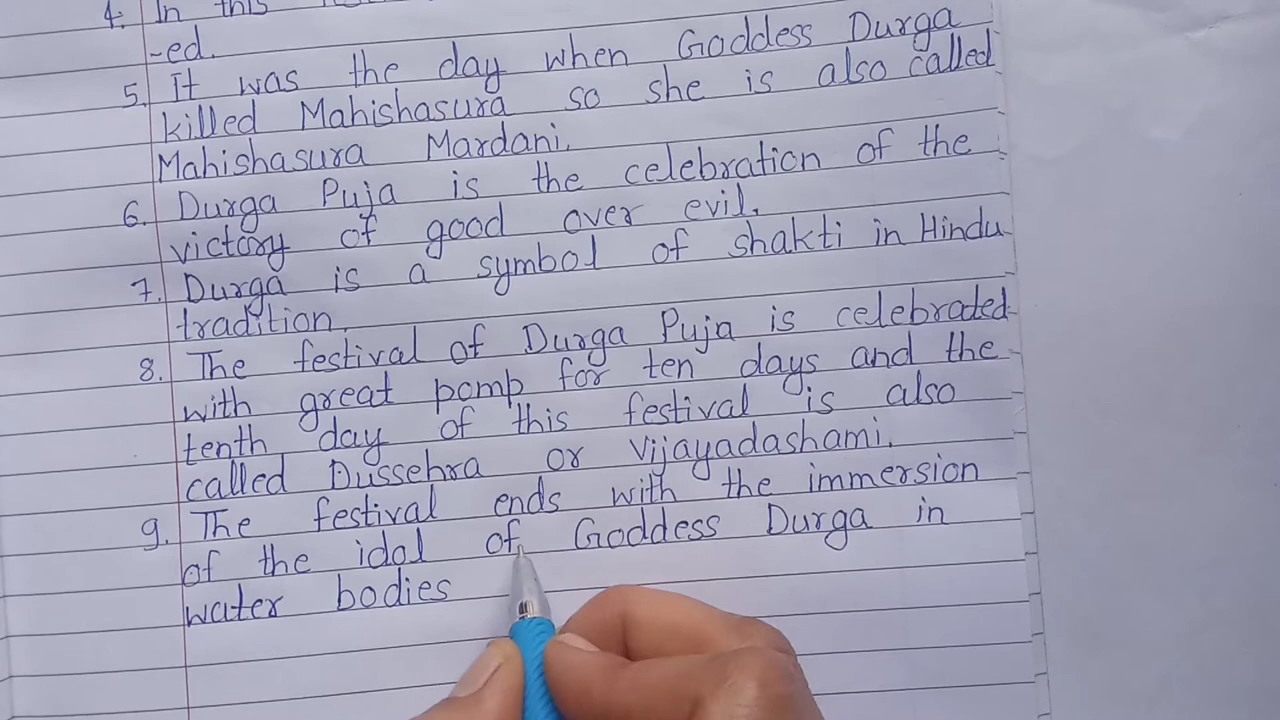 4. In this
-ed.
5. It was the day when Goddess Durga
killed Mahishasura so she is also called
Mahishasura Mardani.
6. Durga Puja is the celebration of the
victory of good over evil.
7. Durga is a symbol of shakti in Hindu
tradition.
8. The festival of Durga Puja is celebrated
with great pomp for ten days and the
tenth day of this festival is also
called Dussehra or Vijayadashami.
9. The festival ends with the immersion
of the idol of Goddess Durga in
water bodies